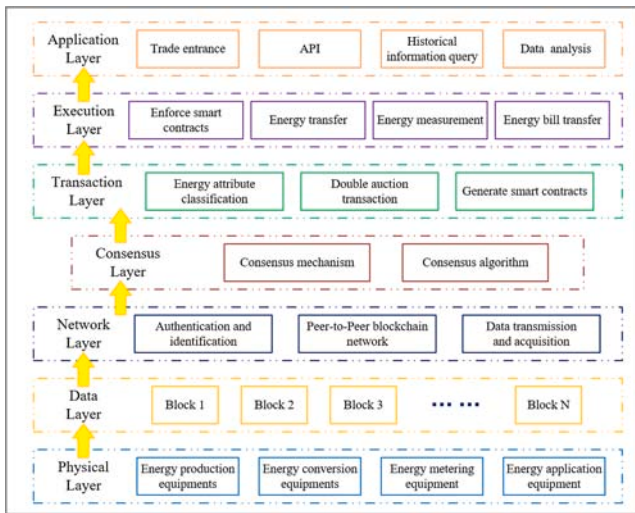 Application
Layer
Trade entrance
API
Historical
information query
Data analysis
Execution
Layer
Enforce smart
contracts
Energy transfer
Energy measurement
Energy bill transfer
Transaction
Layer
Energy attribute
classification
Double auction
transaction
Generate smart contracts
Consensus
Layer
Consensus mechanism
Consensus algorithm
Network
Layer
Authentication and
identification
Peer-to-Peer blockchain
network
Data transmission
and acquisition
Data
Layer
Block 1
Block 2
Block 3
... ...
Block N
Physical
Layer
Energy production
equipments
Energy conversion
equipments
Energy metering
equipment
Energy application
equipment